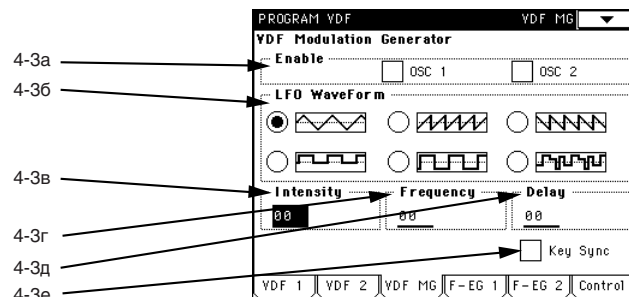 PROGRAM VDF VDF MG
VDF Modulation Generator
4-3а
Enable
OSC 1 OSC 2
4-3б
LFO WaveForm
4-3в
Intensity Frequency Delay
00 00 00
4-3г
4-3д
Key Sync
4-3е
VDF 1 VDF 2 VDF MG F-EG 1 F-EG 2 Control